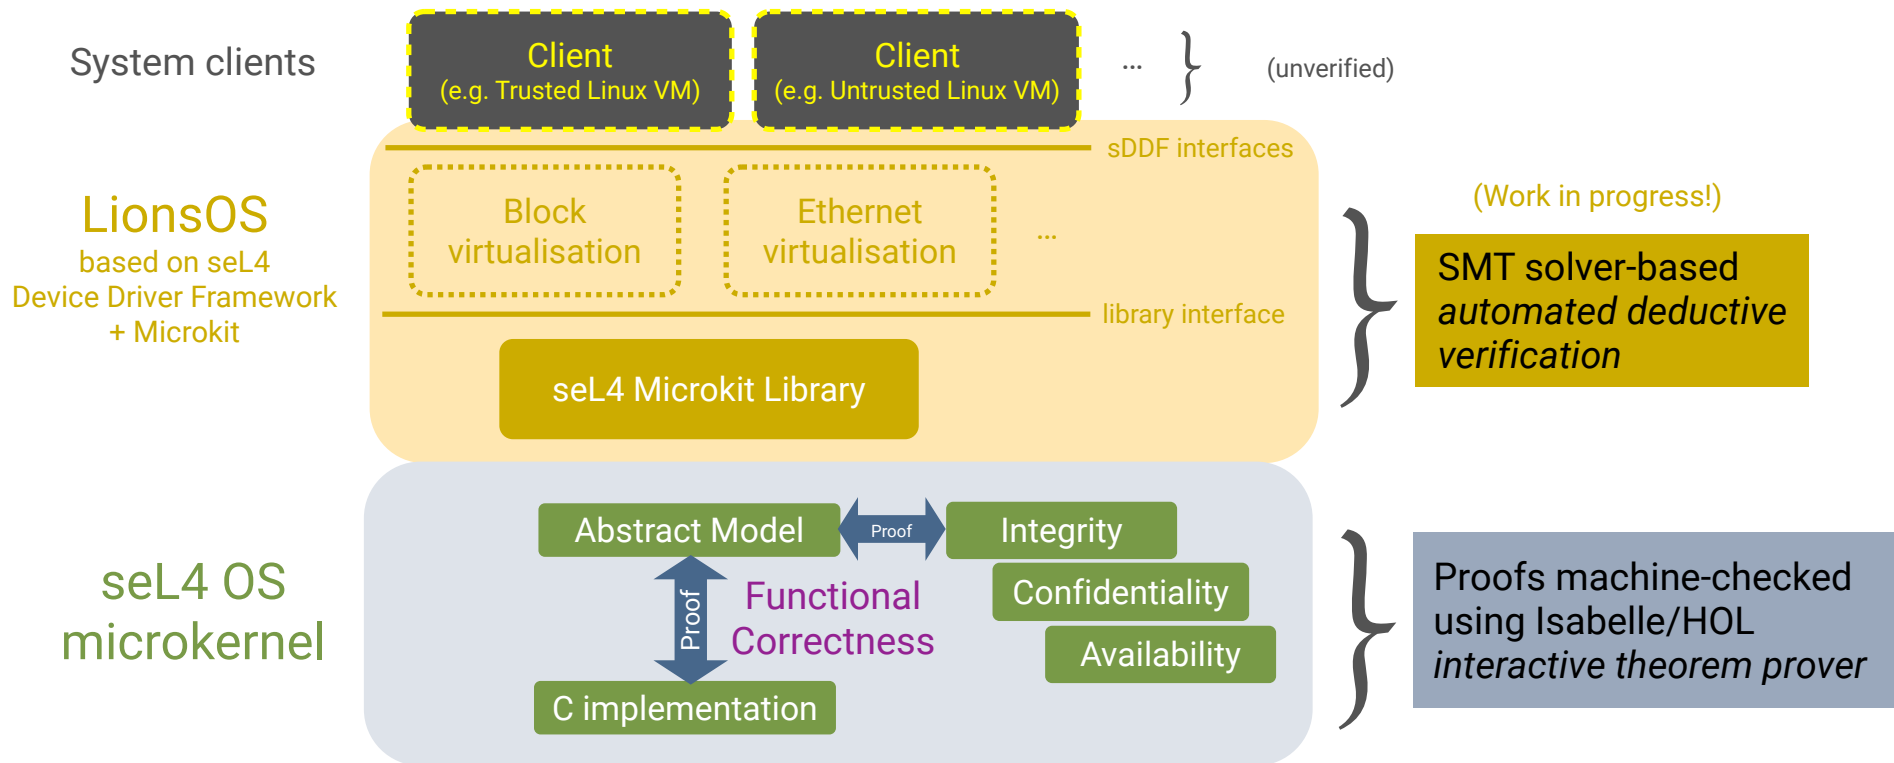 System clients
Client
(e.g. Trusted Linux VM)
Client
(e.g. Untrusted Linux VM)
...
(unverified)
sDDF interfaces
LionsOS
based on seL4
Device Driver Framework
+ Microkit
Block
virtualisation
Ethernet
virtualisation
...
library interface
seL4 Microkit Library
(Work in progress!)
SMT solver-based
automated deductive
verification
seL4 OS
microkernel
Abstract Model
Proof
Integrity
Confidentiality
Availability
Proof
Functional
Correctness
C implementation
Proofs machine-checked
using Isabelle/HOL
interactive theorem prover